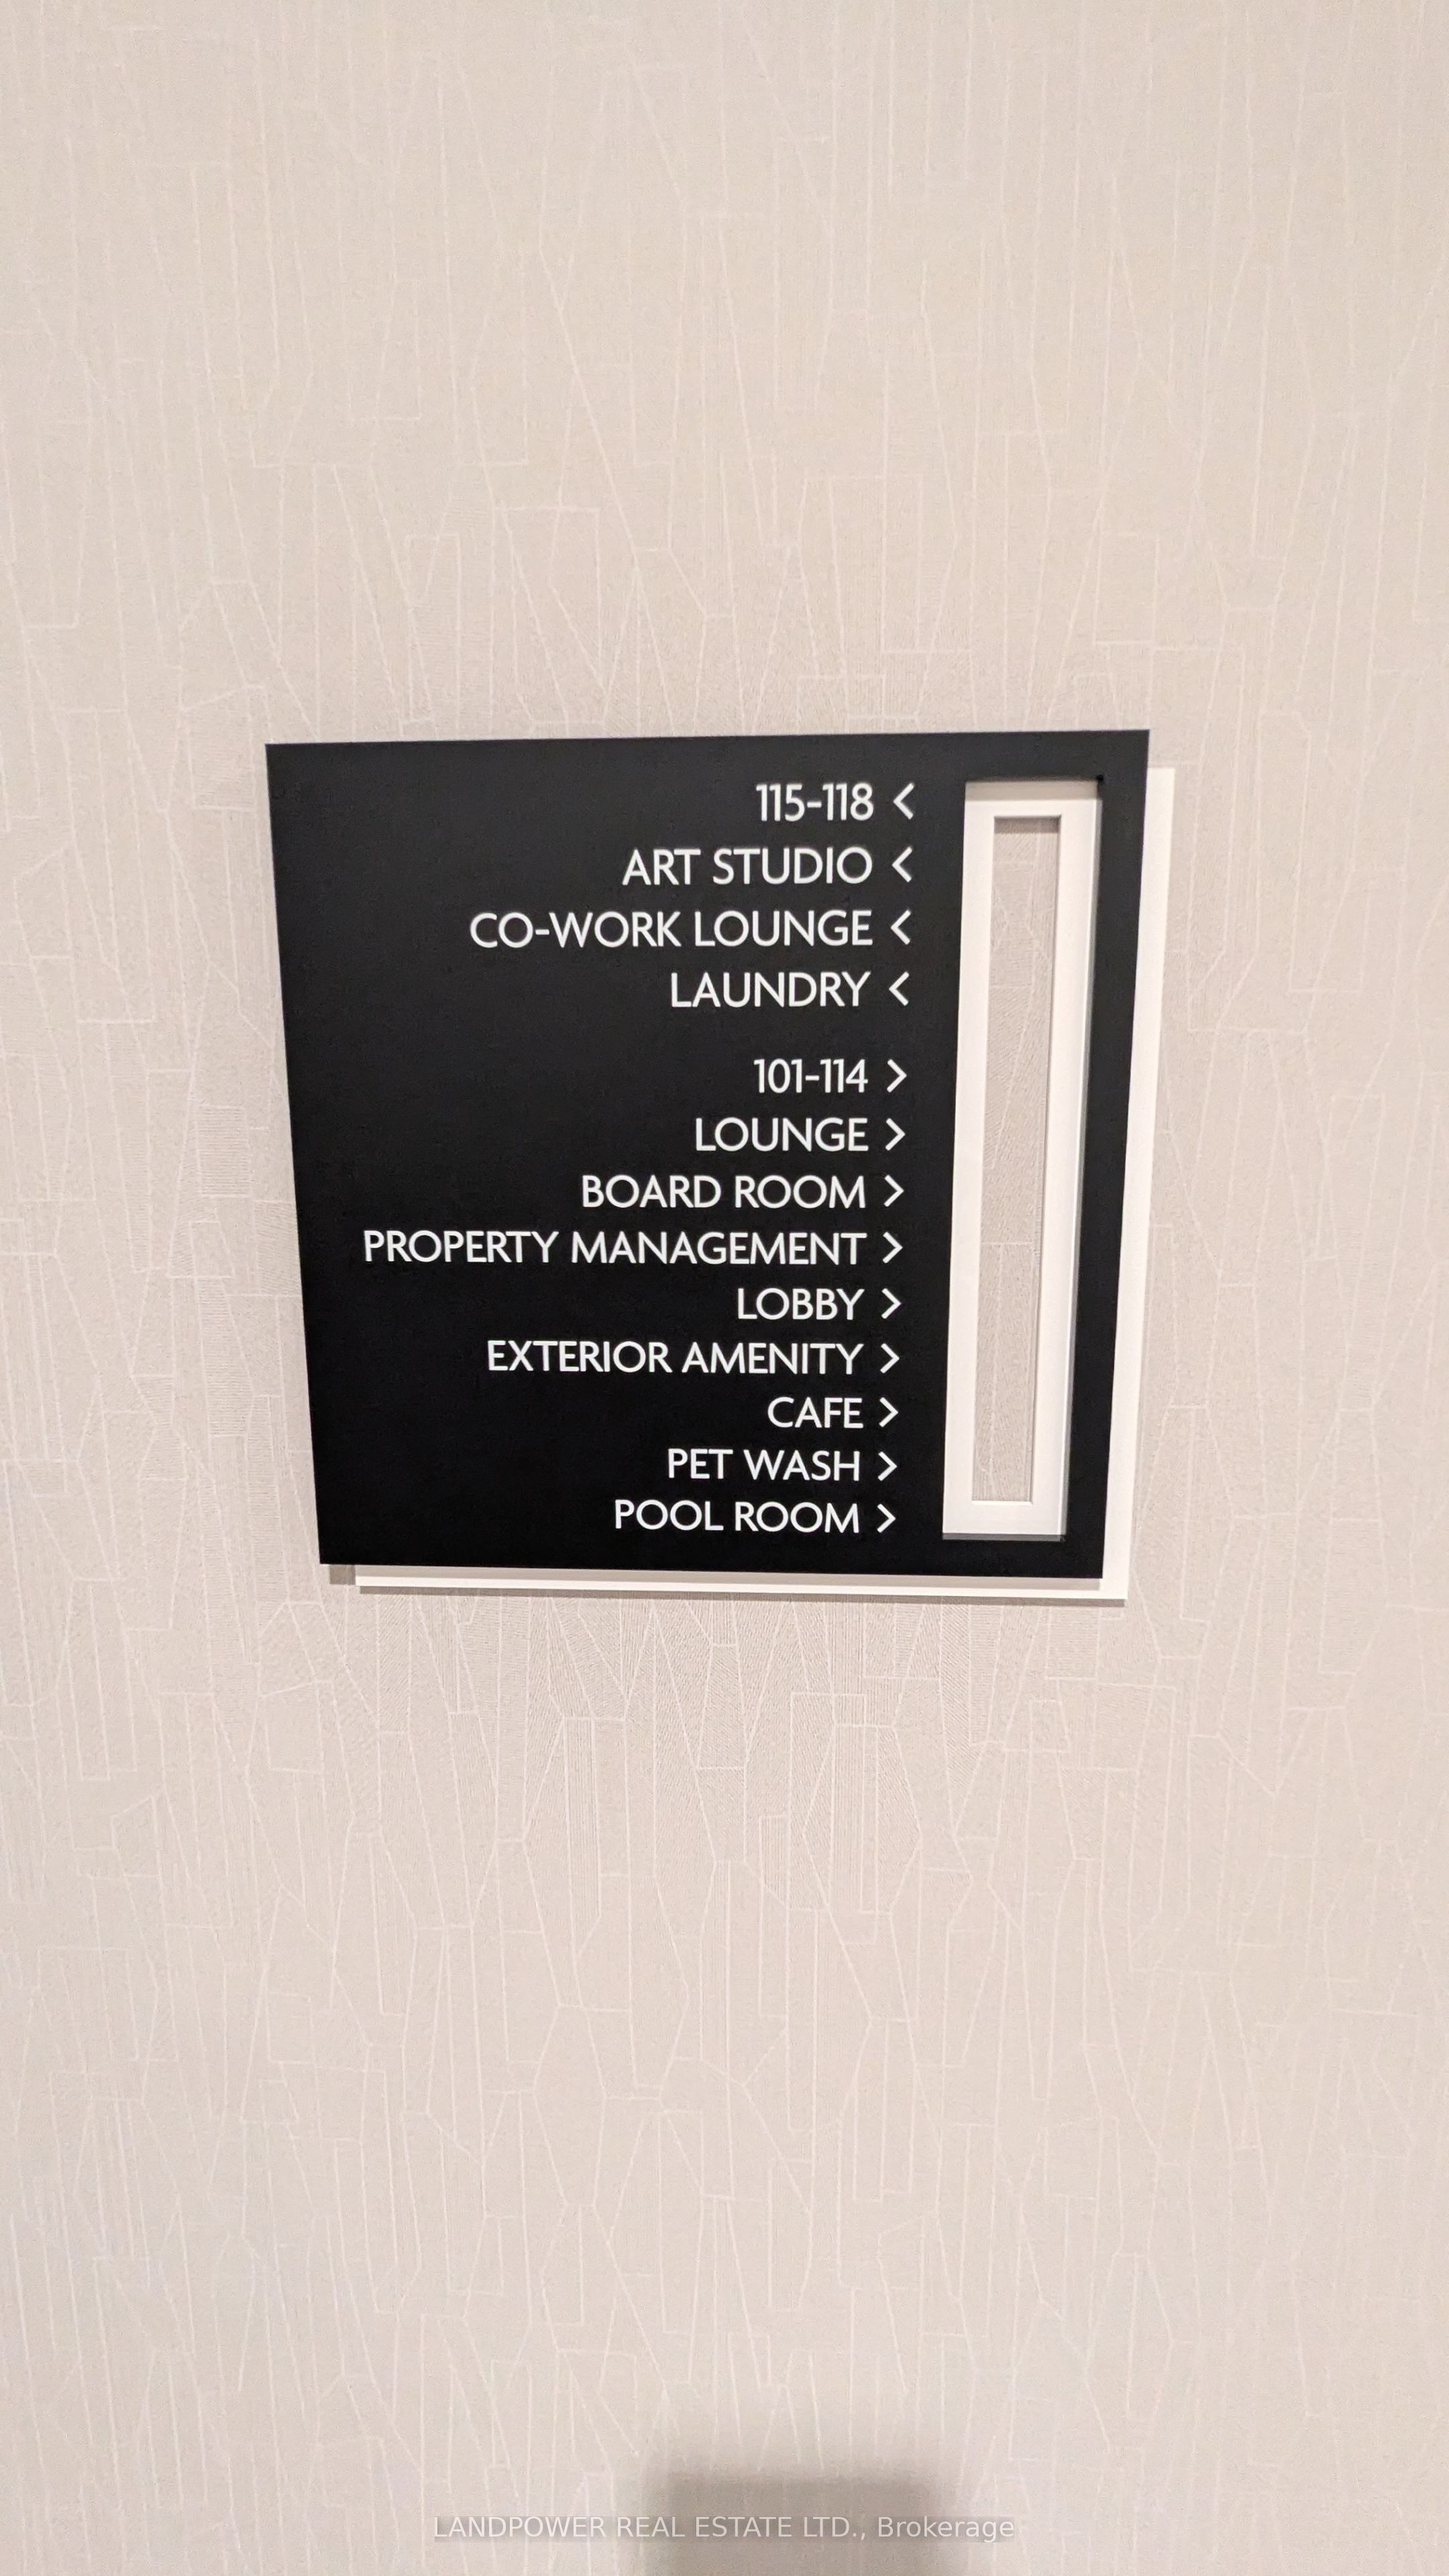 115-118 <
ART STUDIO <
CO-WORK LOUNGE <
LAUNDRY <
101-114 >
LOUNGE >
BOARD ROOM >
PROPERTY MANAGEMENT >
LOBBY >
EXTERIOR AMENITY >
CAFE >
PET WASH >
POOL ROOM >
LANDPOWER REAL ESTATE LTD., Brokerage